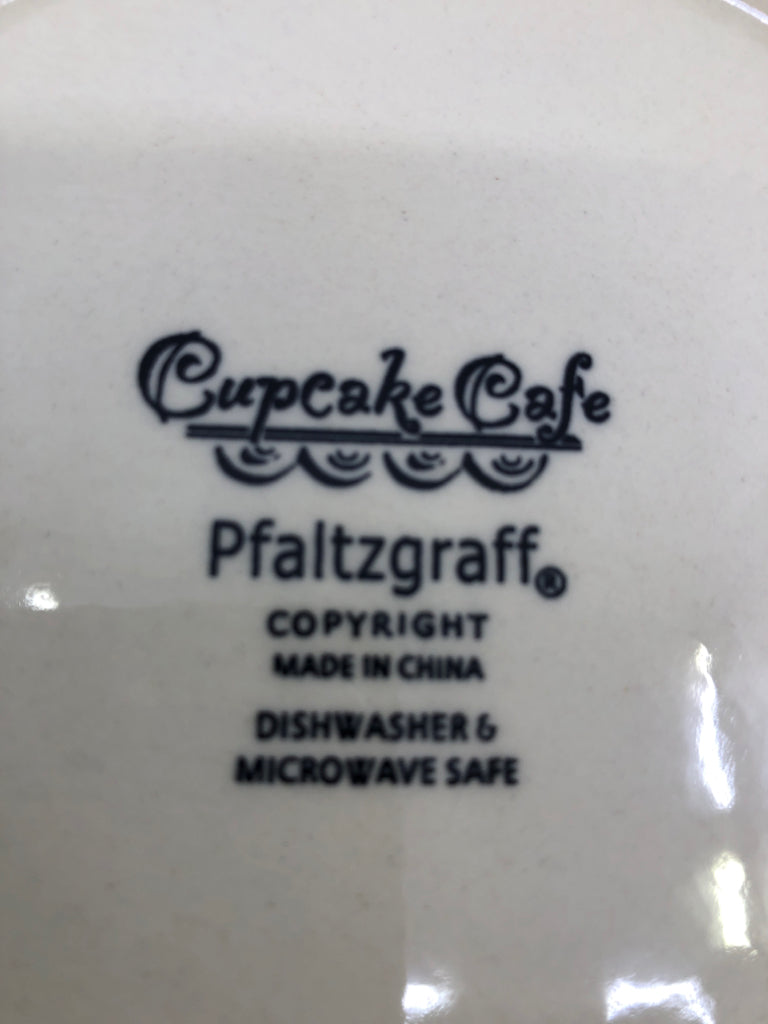 Cupcake Cafe
Pfaltzgraff®
COPYRIGHT
MADE IN CHINA
DISHWASHER &
MICROWAVE SAFE